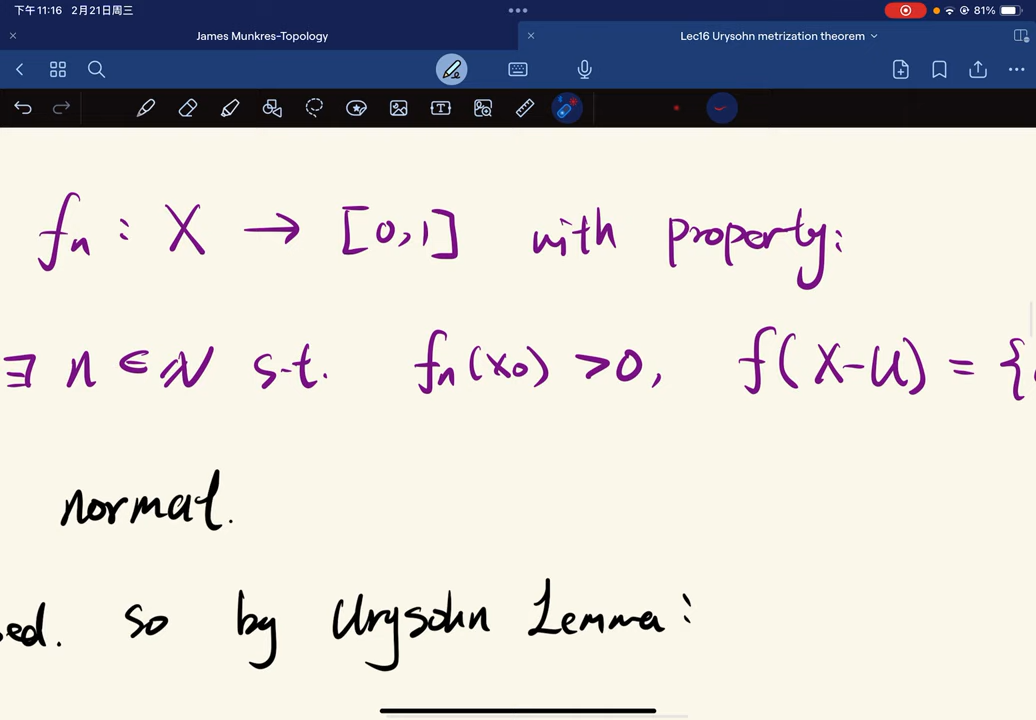 下午11:16 2月21日周三
81%
James Munkres-Topology
Lec16 Urysohn metrization theorem
fn : X → [0,1] with property:
∃ n ∈ N s.t. fn(x0) >0, f(X-U) = {
normal.
sed. so by Urysohn Lemma: